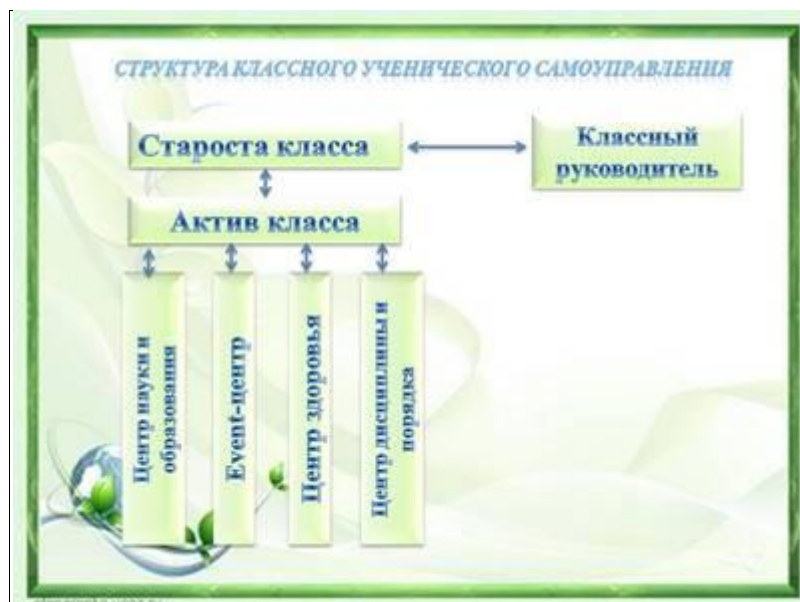 СТРУКТУРА КЛАССНОГО УЧЕНИЧЕСКОГО САМОУПРАВЛЕНИЯ
Староста класса
Классный
руководитель
Актив класса
Центр науки и
образования
Event-центр
Центр здоровья
Центр дисциплины и
порядка